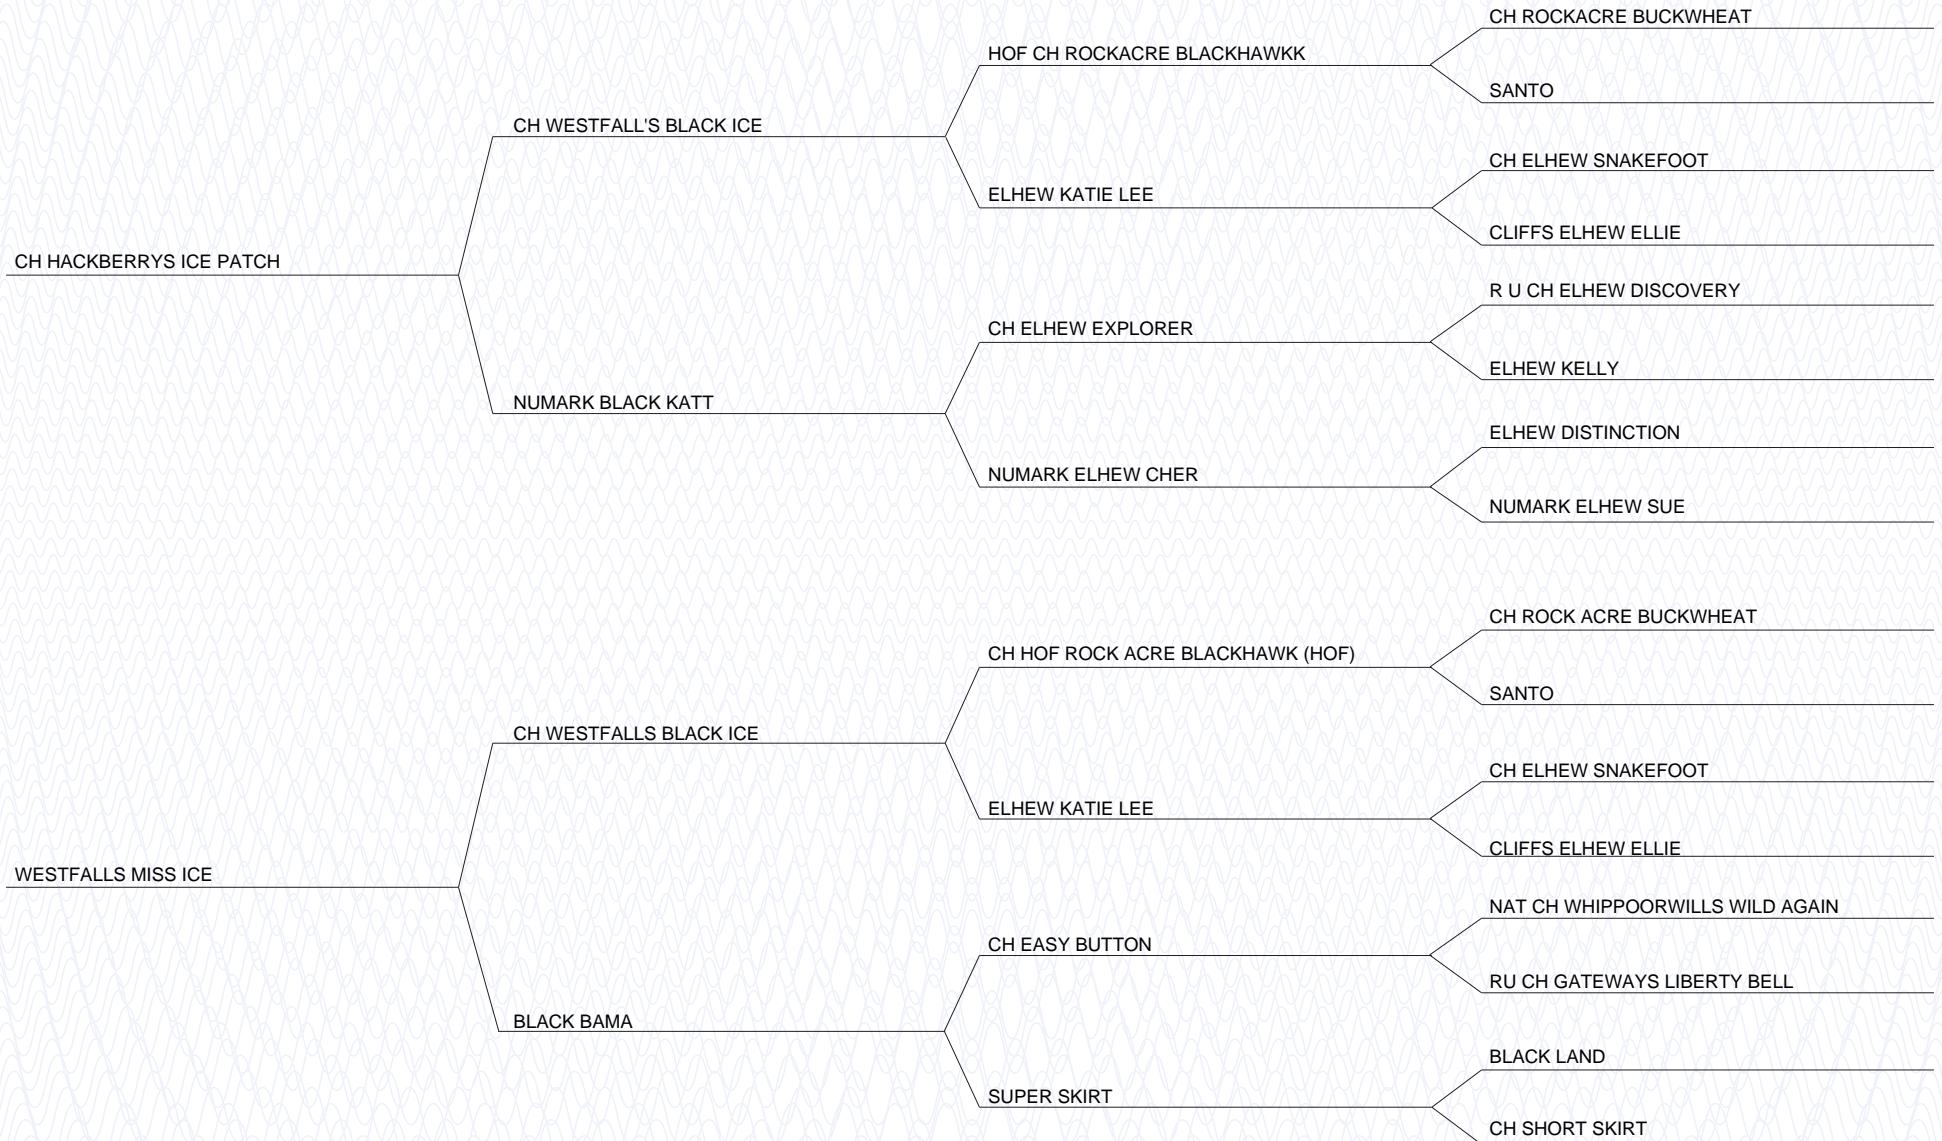 CH ROCKACRE BUCKWHEAT
HOF CH ROCKACRE BLACKHAWKK
SANTO
CH WESTFALL'S BLACK ICE
CH ELHEW SNAKEFOOT
ELHEW KATIE LEE
CLIFFS ELHEW ELLIE
CH HACKBERRYS ICE PATCH
R U CH ELHEW DISCOVERY
CH ELHEW EXPLORER
ELHEW KELLY
NUMARK BLACK KATT
ELHEW DISTINCTION
NUMARK ELHEW CHER
NUMARK ELHEW SUE
CH ROCK ACRE BUCKWHEAT
CH HOF ROCK ACRE BLACKHAWK (HOF)
SANTO
CH WESTFALLS BLACK ICE
CH ELHEW SNAKEFOOT
ELHEW KATIE LEE
CLIFFS ELHEW ELLIE
WESTFALLS MISS ICE
NAT CH WHIPPOORWILLS WILD AGAIN
CH EASY BUTTON
RU CH GATEWAYS LIBERTY BELL
BLACK BAMA
BLACK LAND
SUPER SKIRT
CH SHORT SKIRT